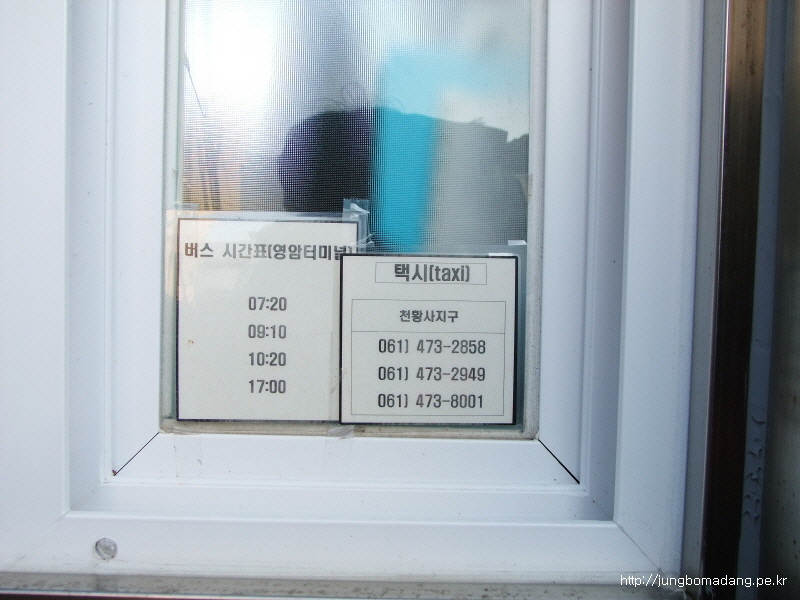 버스 시간표(영암터미널)
07:20
09:10
10:20
17:00
택시(taxi)
천황사지구
061) 473-2858
061) 473-2949
061) 473-8001
http://jungbomadang.pe.kr